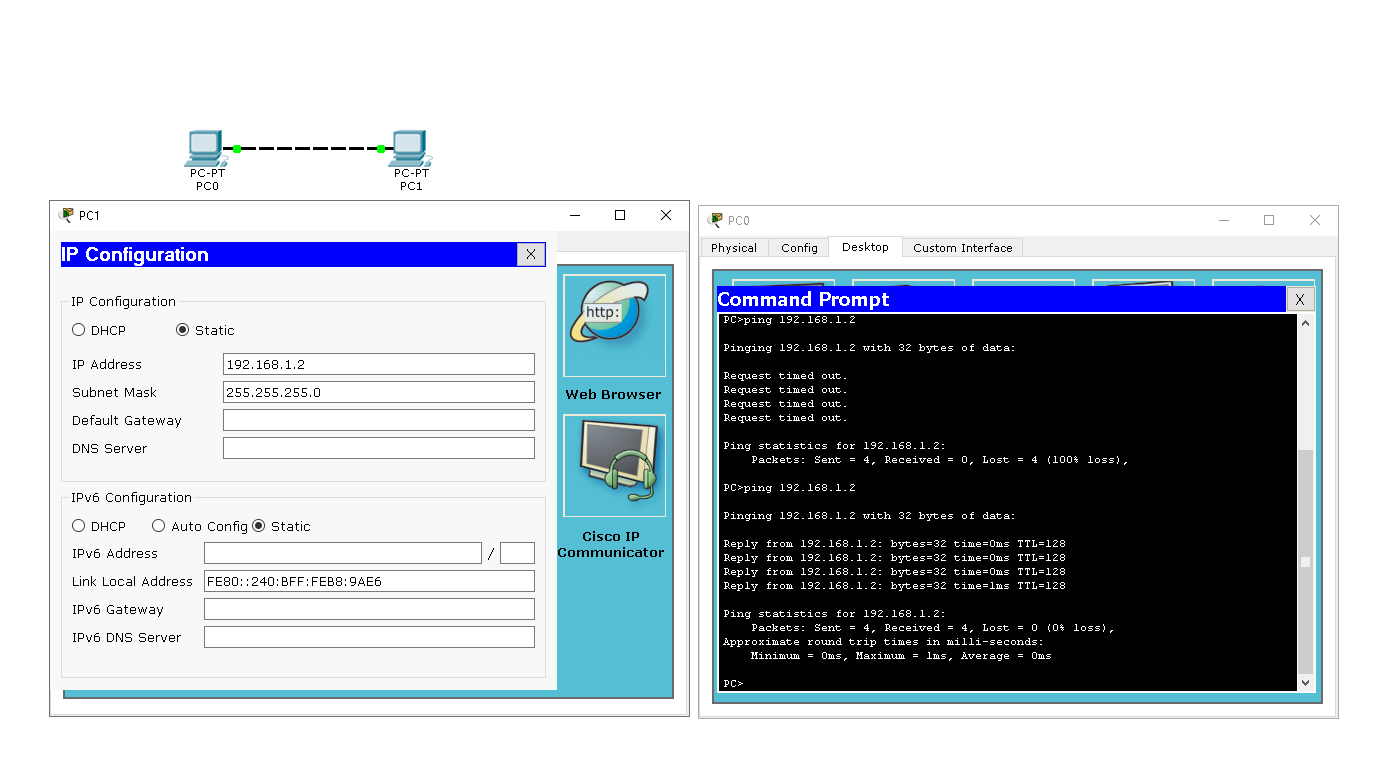 PC-PT
PC0
PC-PT
PC1
PC1
IP Configuration
X
IP Configuration
DHCP
Static
IP Address
192.168.1.2
Subnet Mask
255.255.255.0
Default Gateway
DNS Server
IPv6 Configuration
DHCP
Auto Config
Static
IPv6 Address
/
Link Local Address
FE80::240:BFF:FEB8:9AE6
IPv6 Gateway
IPv6 DNS Server
http:
Web Browser
Cisco IP
Communicator
PC0
Physical
Config
Desktop
Custom Interface
Command Prompt
X
PC>ping 192.168.1.2
Pinging 192.168.1.2 with 32 bytes of data:
Request timed out.
Request timed out.
Request timed out.
Request timed out.
Ping statistics for 192.168.1.2:
Packets: Sent = 4, Received = 0, Lost = 4 (100% loss),
PC>ping 192.168.1.2
Pinging 192.168.1.2 with 32 bytes of data:
Reply from 192.168.1.2: bytes=32 time=0ms TTL=128
Reply from 192.168.1.2: bytes=32 time=0ms TTL=128
Reply from 192.168.1.2: bytes=32 time=0ms TTL=128
Reply from 192.168.1.2: bytes=32 time=1ms TTL=128
Ping statistics for 192.168.1.2:
Packets: Sent = 4, Received = 4, Lost = 0 (0% loss),
Approximate round trip times in milli-seconds:
Minimum = 0ms, Maximum = 1ms, Average = 0ms
PC>